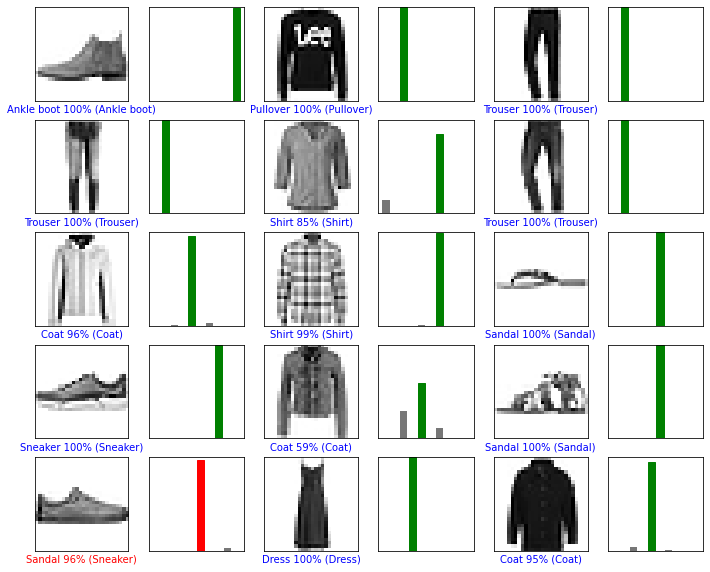 Lee
Ankle boot 100% (Ankle boot)
Pullover 100% (Pullover)
Trouser 100% (Trouser)
Trouser 100% (Trouser)
Shirt 85% (Shirt)
Trouser 100% (Trouser)
Coat 96% (Coat)
Shirt 99% (Shirt)
Sandal 100% (Sandal)
Sneaker 100% (Sneaker)
Coat 59% (Coat)
Sandal 100% (Sandal)
Sandal 96% (Sneaker)
Dress 100% (Dress)
Coat 95% (Coat)